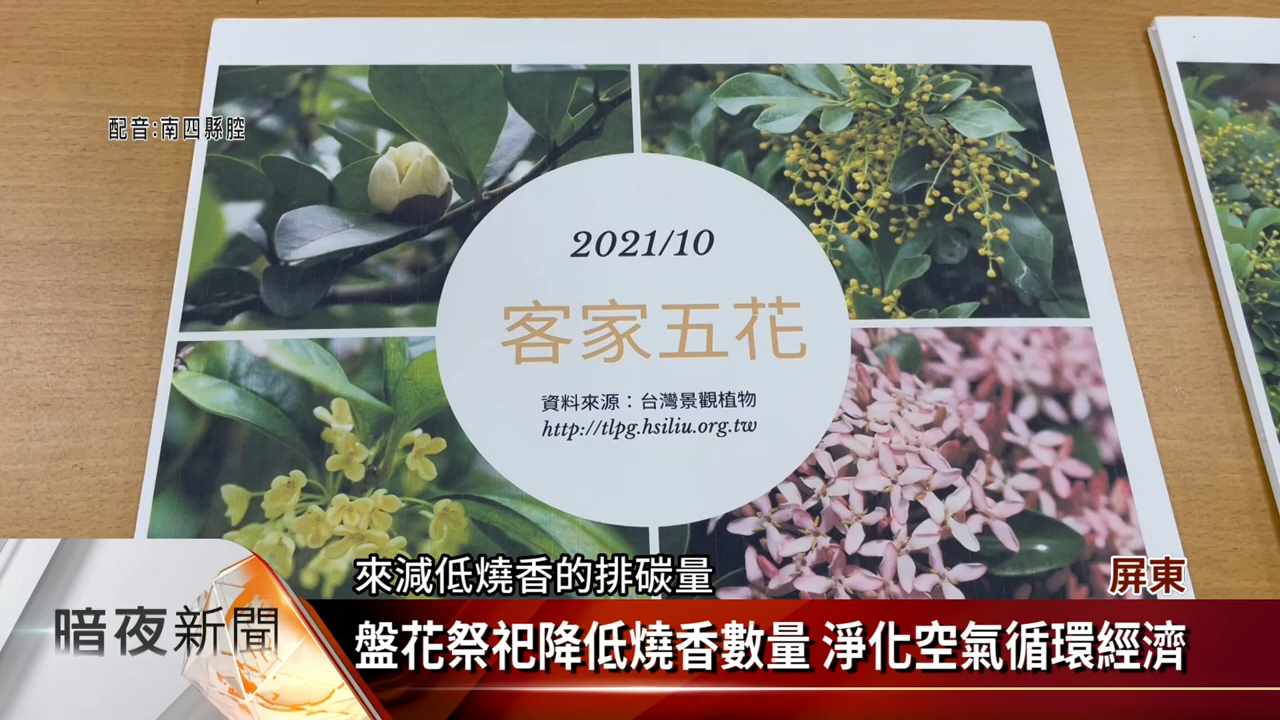 配音:南四縣腔
2021/10
客家五花
資料來源：台灣景觀植物
http://tlpg.hsiliu.org.tw
來減低燒香的排碳量
屏東
暗夜新聞
盤花祭祀降低燒香數量 淨化空氣循環經濟